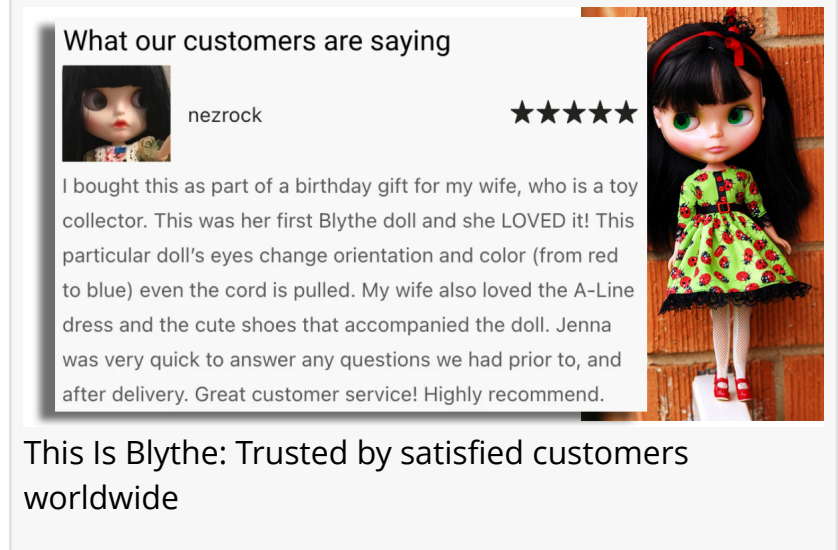 What our customers are saying
nezrock
★★★★★
I bought this as part of a birthday gift for my wife, who is a toy
collector. This was her first Blythe doll and she LOVED it! This
particular doll's eyes change orientation and color (from red
to blue) even the cord is pulled. My wife also loved the A-Line
dress and the cute shoes that accompanied the doll. Jenna
was very quick to answer any questions we had prior to, and
after delivery. Great customer service! Highly recommend.
This Is Blythe: Trusted by satisfied customers
worldwide